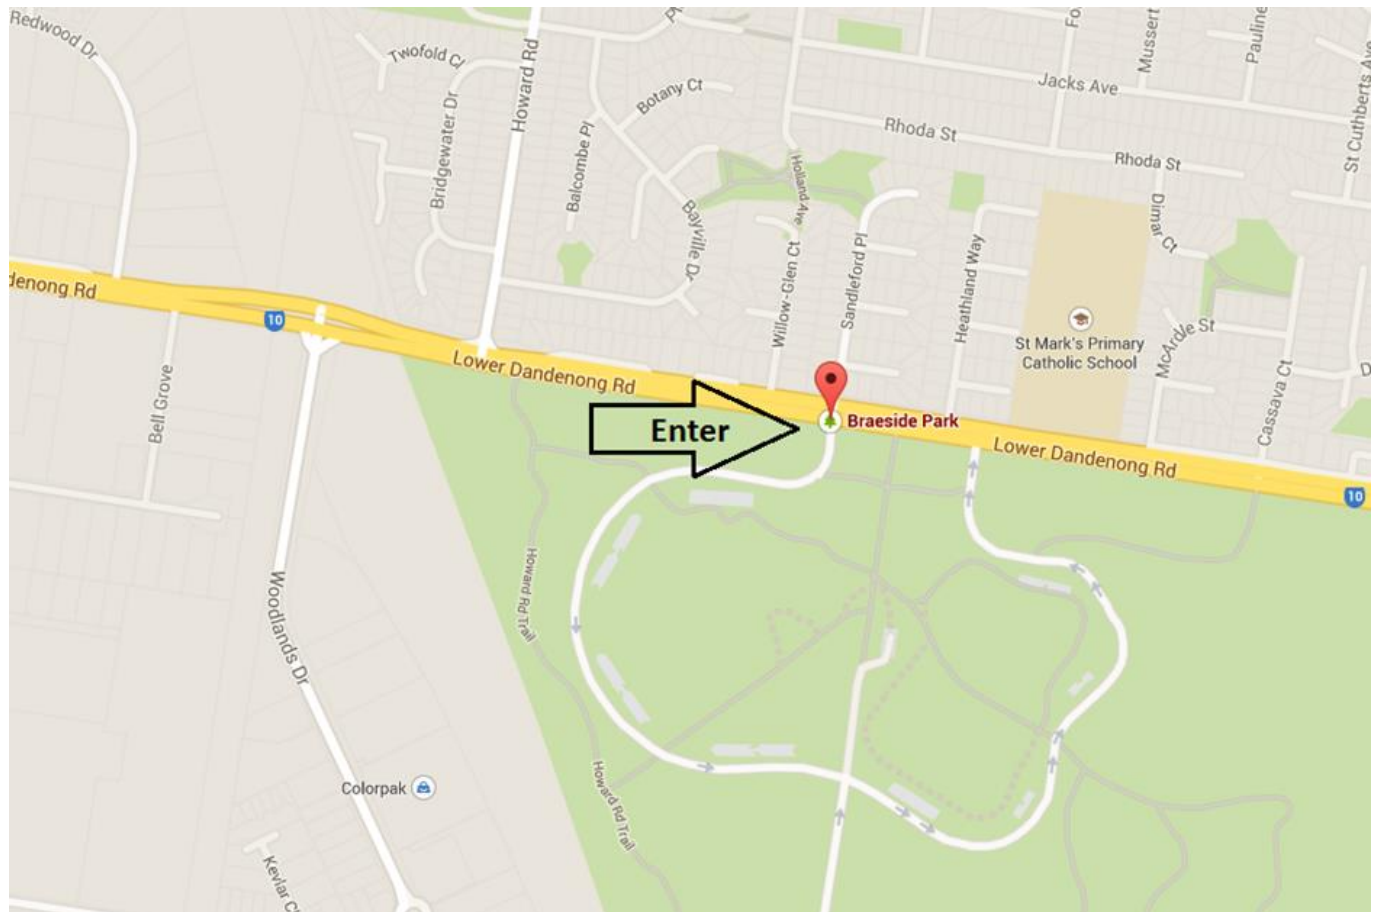 Redwood Dr
Twofold Cl
Howard Rd
Pl
Fo
Mussert
Pauline
Jacks Ave
St Cuthberts Ave
Botany Ct
Bridgewater Dr
Balcombe Pl
Rhoda St
Rhoda St
Holland Ave
Bayville Dr
Dimar Ct
Willow-Glen Ct
Sandleford Pl
Heathland Way
denong Rd
10
St Mark's Primary
Catholic School
McArdle St
Cassava Ct
D
Lower Dandenong Rd
Bell Grove
Enter
Braeside Park
Lower Dandenong Rd
10
Howard Rd Trail
Woodlands Dr
Colorpak
Howard Rd Trail
Kevlar C